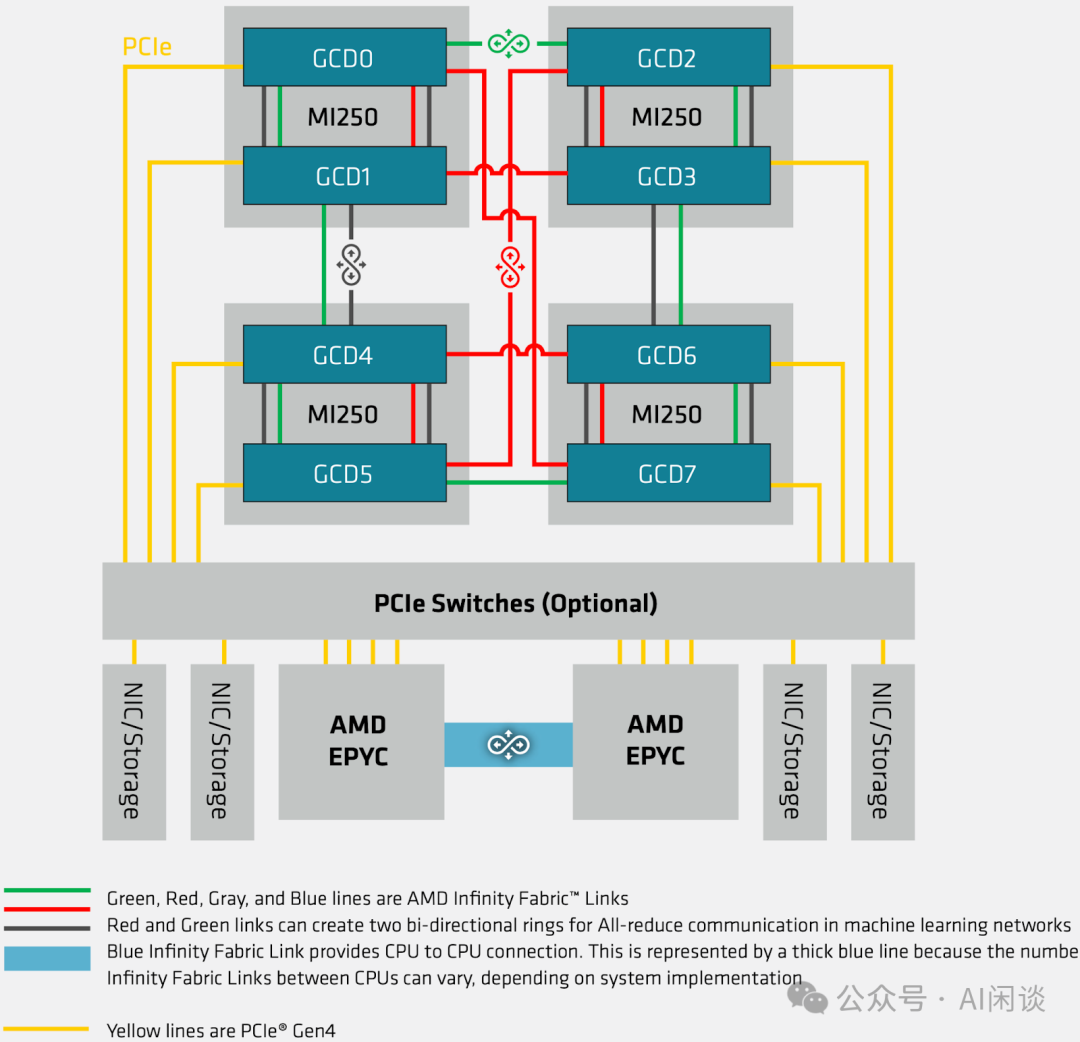 PCIe
GCD0
GCD2
MI250
MI250
GCD1
GCD3
GCD4
GCD6
MI250
MI250
GCD5
GCD7
PCIe Switches (Optional)
NIC/Storage
NIC/Storage
AMD
EPYC
AMD
EPYC
NIC/Storage
NIC/Storage
Green, Red, Gray, and Blue lines are AMD Infinity Fabric™ Links
Red and Green links can create two bi-directional rings for All-reduce communication in machine learning networks
Blue Infinity Fabric Link provides CPU to CPU connection. This is represented by a thick blue line because the numbe
Infinity Fabric Links between CPUs can vary, depending on system implementation
公众号 · AI闲谈
Yellow lines are PCIe® Gen4